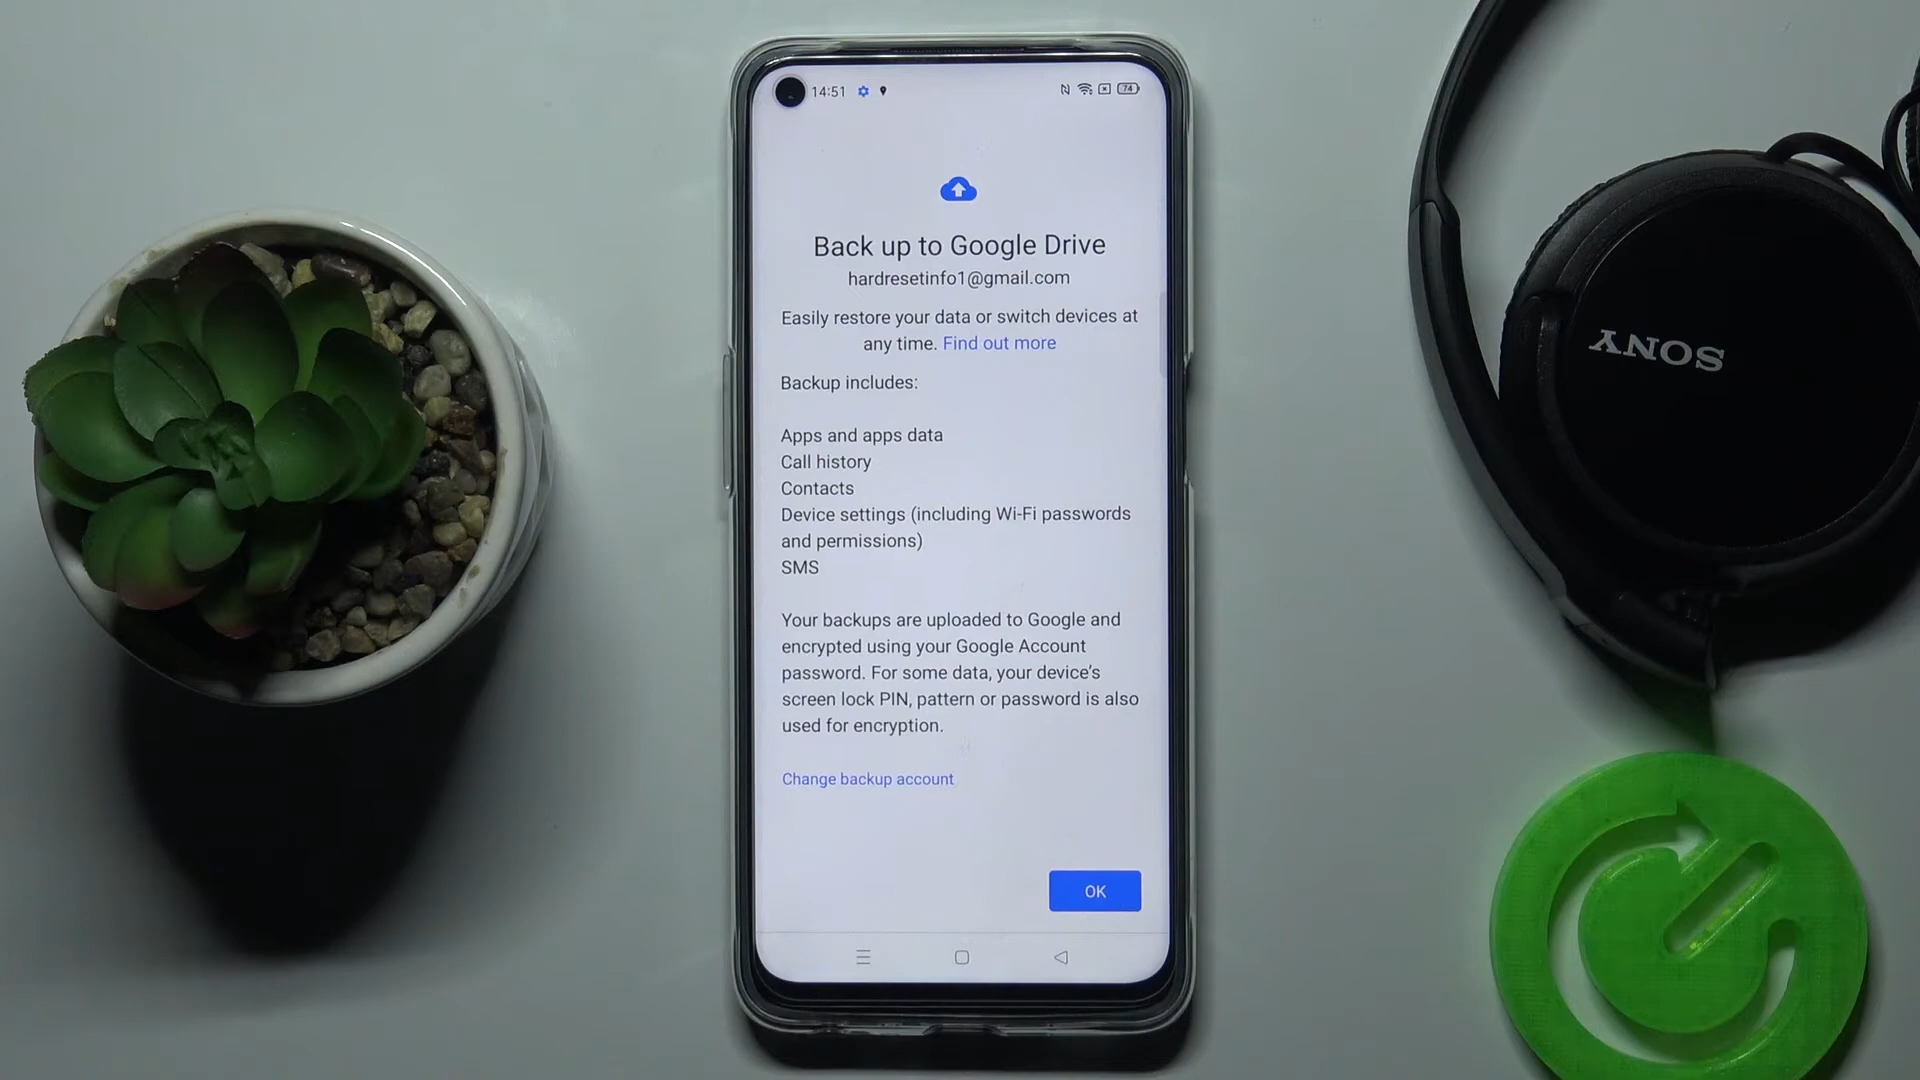 14:51
74
Back up to Google Drive
hardresetinfo1@gmail.com
Easily restore your data or switch devices at
any time. Find out more
Backup includes:
Apps and apps data
Call history
Contacts
Device settings (including Wi-Fi passwords
and permissions)
SMS
Your backups are uploaded to Google and
encrypted using your Google Account
password. For some data, your device's
screen lock PIN, pattern or password is also
used for encryption.
Change backup account
OK
SONY